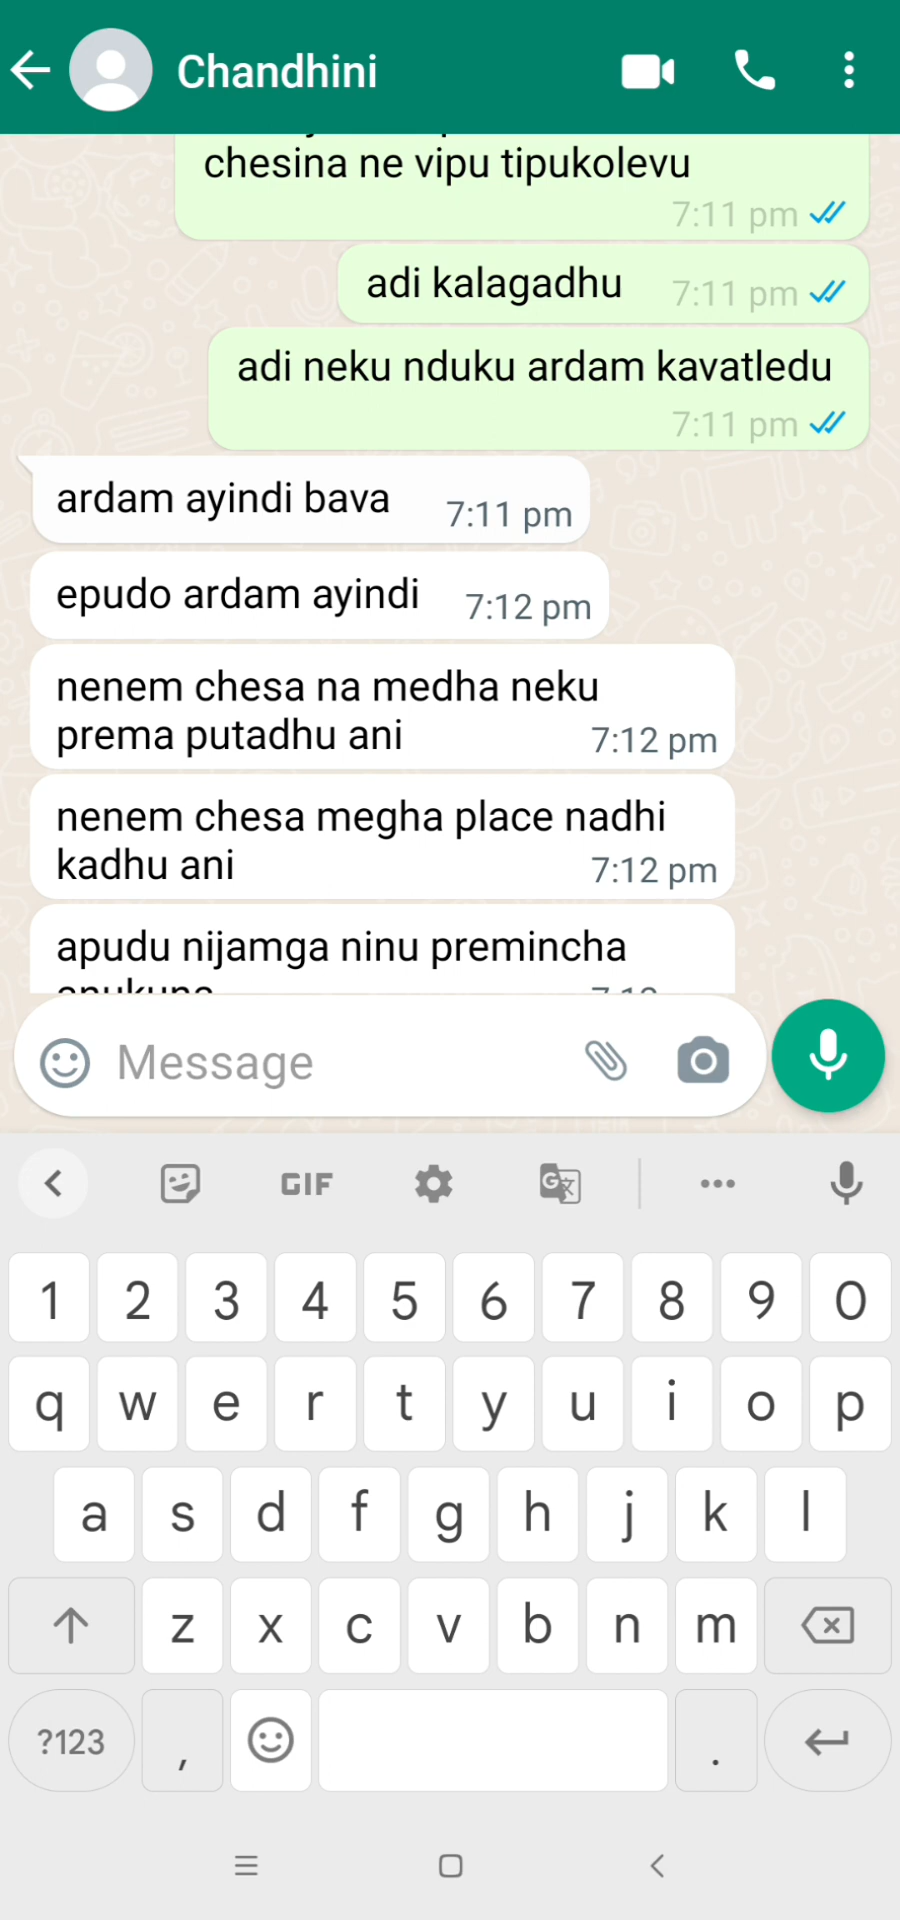 Chandhini
chesina ne vipu tipukolevu
7:11 pm
adi kalagadhu 7:11 pm
adi neku nduku ardam kavatledu
7:11 pm
ardam ayindi bava 7:11 pm
epudo ardam ayindi 7:12 pm
nenem chesa na medha neku
prema putadhu ani 7:12 pm
nenem chesa megha place nadhi
kadhu ani 7:12 pm
apudu nijamga ninu premincha
Message
GIF
G
1 2 3 4 5 6 7 8 9 0
q w e r t y u i o p
a s d f g h j k l
z x c v b n m
?123 , .